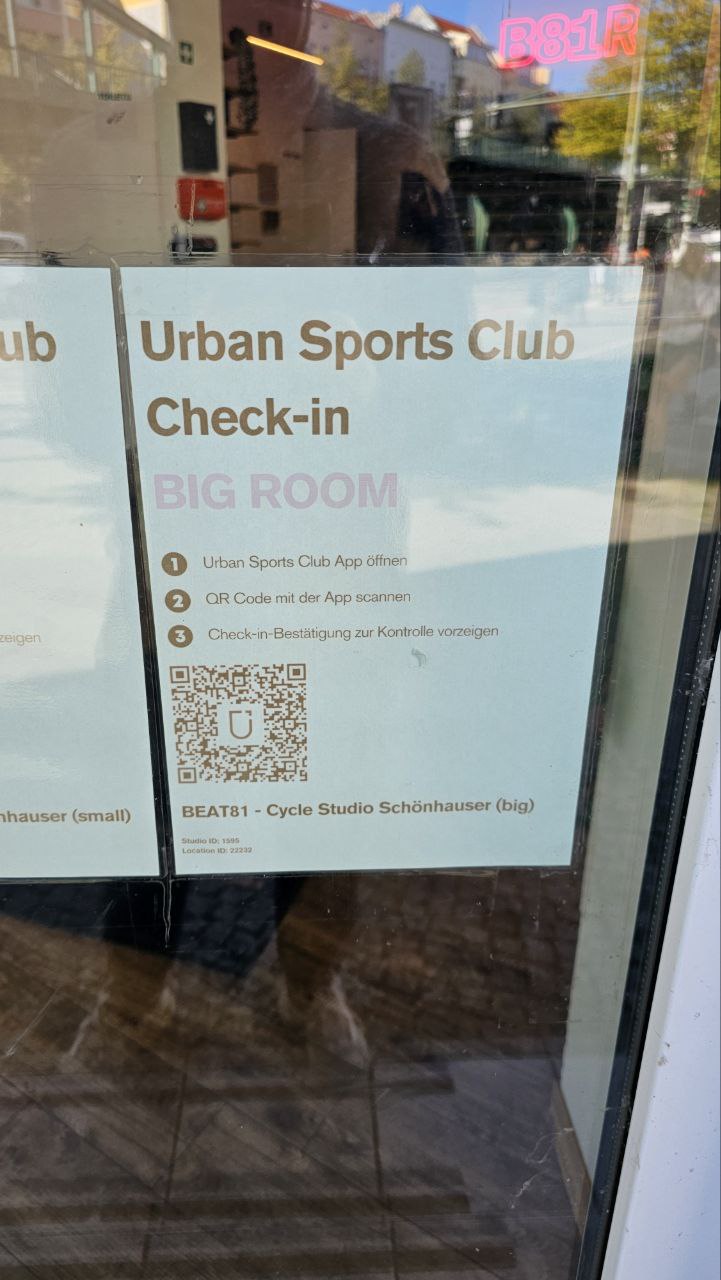 B81R
ub
zeigen
nhauser (small)
Urban Sports Club
Check-in
BIG ROOM
1 Urban Sports Club App öffnen
2 QR Code mit der App scannen
3 Check-in-Bestätigung zur Kontrolle vorzeigen
BEAT81 - Cycle Studio Schönhauser (big)
Studio ID: 1595
Location ID: 22232